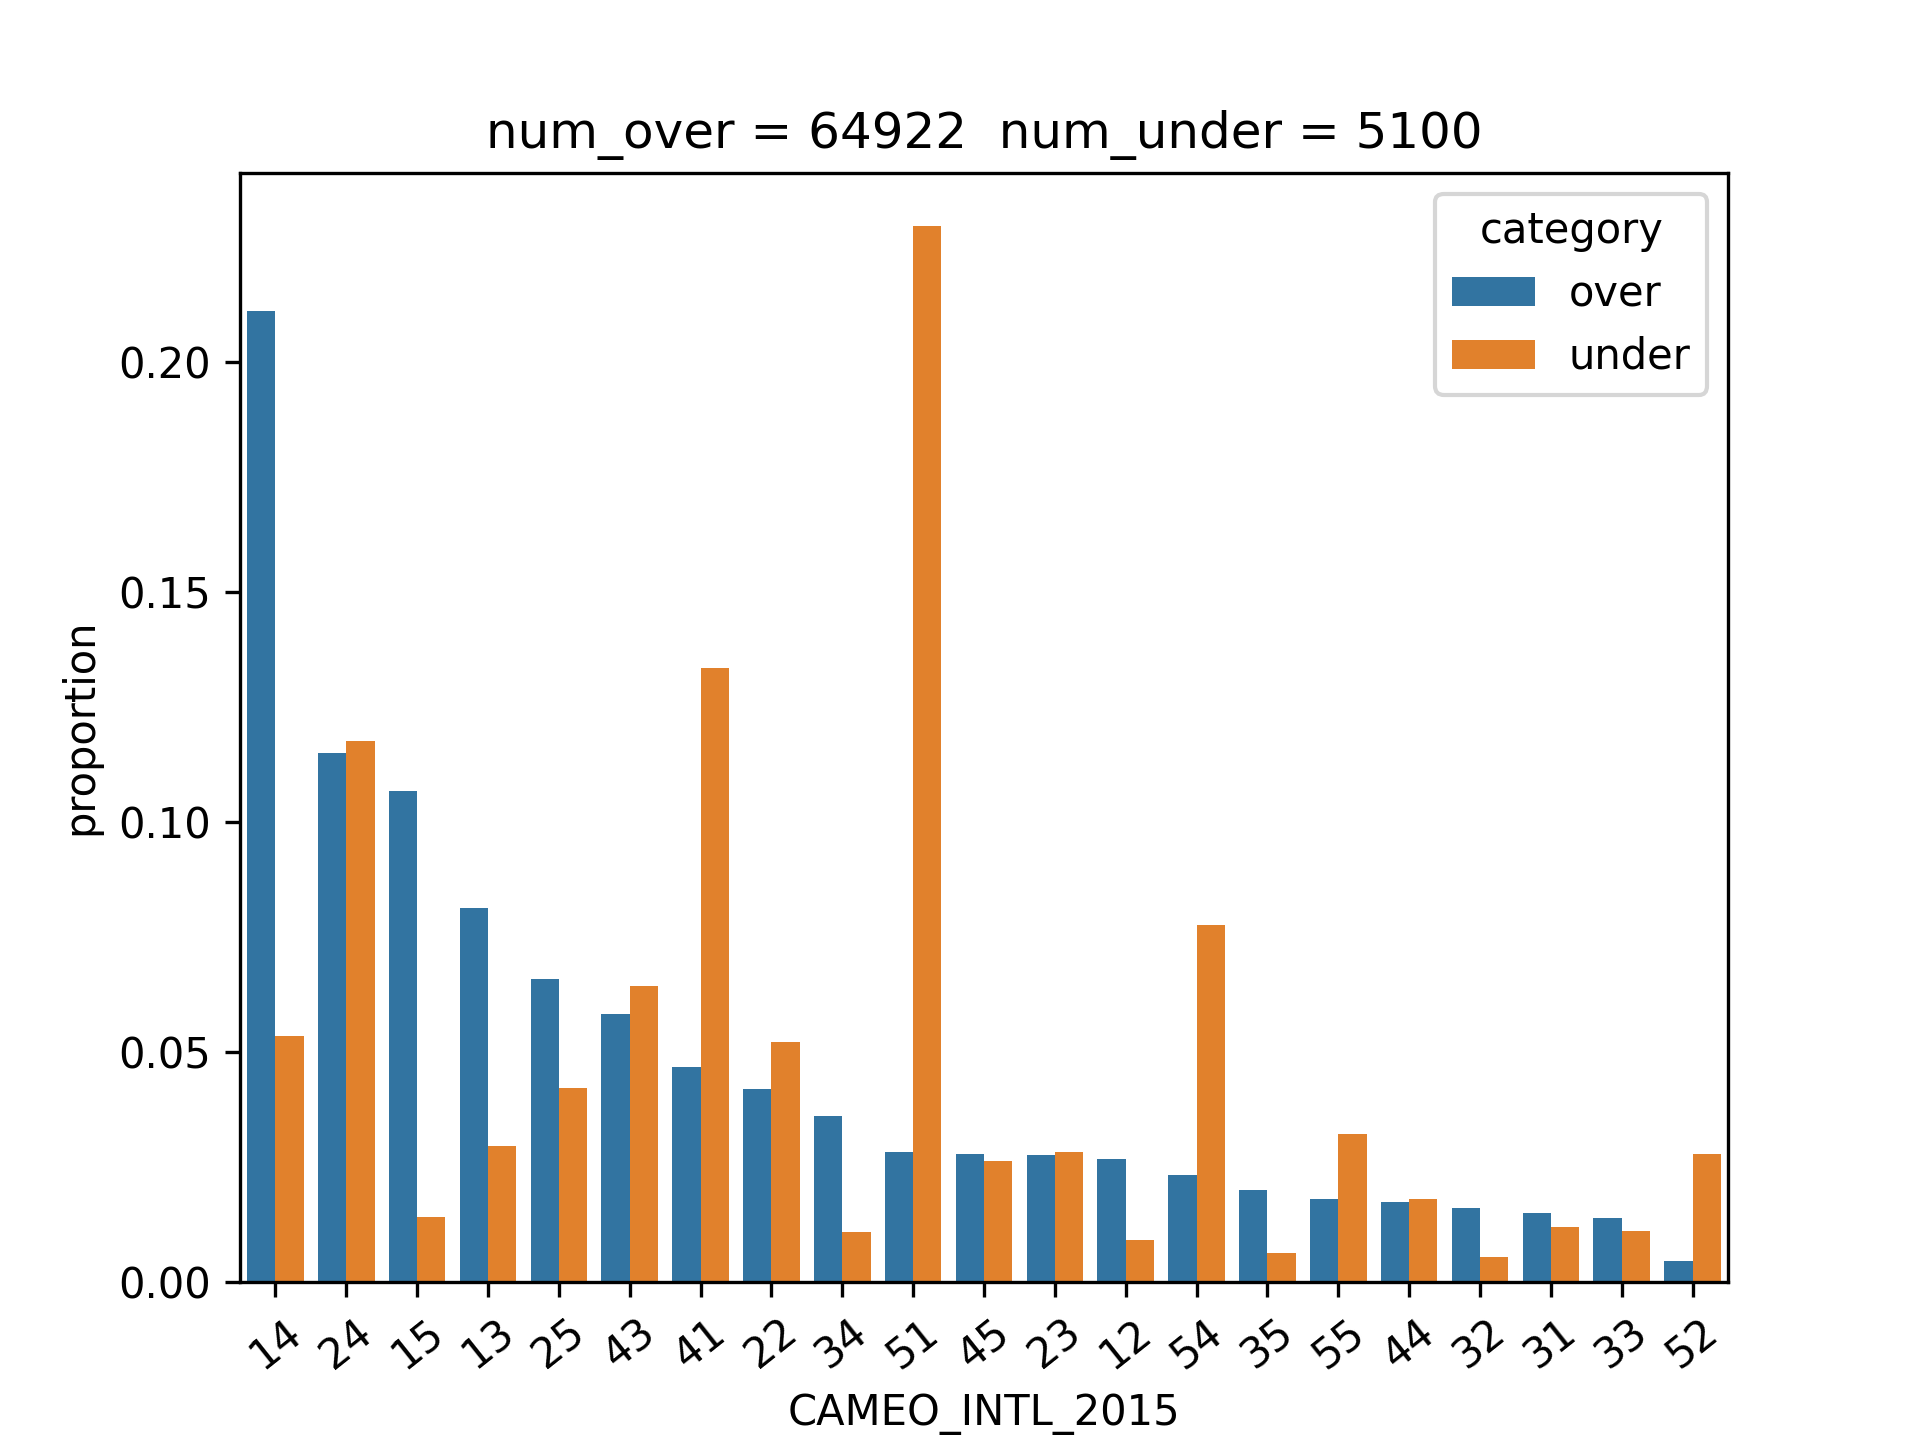 num_over = 64922  num_under = 5100
category
over
under
proportion
0.20
0.15
0.10
0.05
0.00
14 24 15 13 25 43 41 22 34 51 45 23 12 54 35 55 44 32 31 33 52
CAMEO_INTL_2015